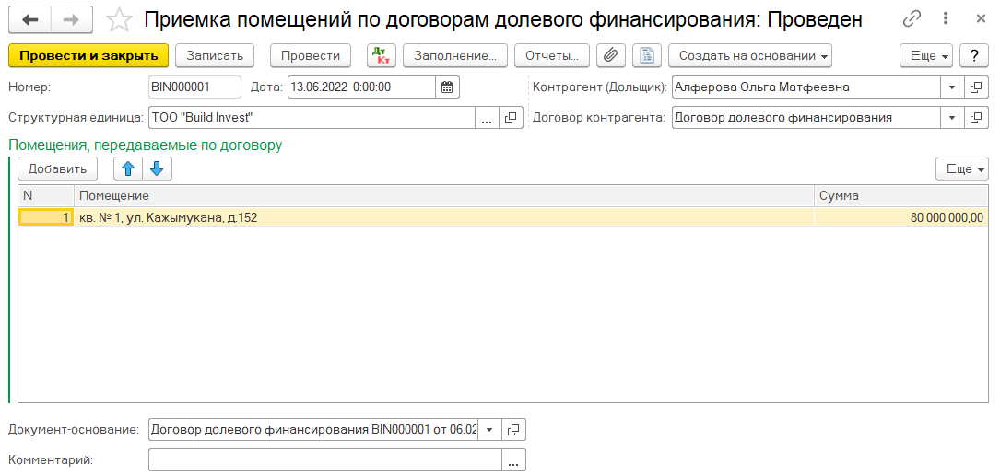 Приемка помещений по договорам долевого финансирования: Проведен
Провести и закрыть Записать Провести Дт Кт Заполнение... Отчеты... Создать на основании Еще ?
Номер: BIN000001 Дата: 13.06.2022 0:00:00 Контрагент (Дольщик): Алферова Ольга Матфеевна
Структурная единица: ТОО "Build Invest" ... Договор контрагента: Договор долевого финансирования
Помещения, передаваемые по договору
Добавить Еще
N Помещение Сумма
1 кв. № 1, ул. Кажымукана, д.152 80 000 000,00
Документ-основание: Договор долевого финансирования BIN000001 от 06.02
Комментарий: ...